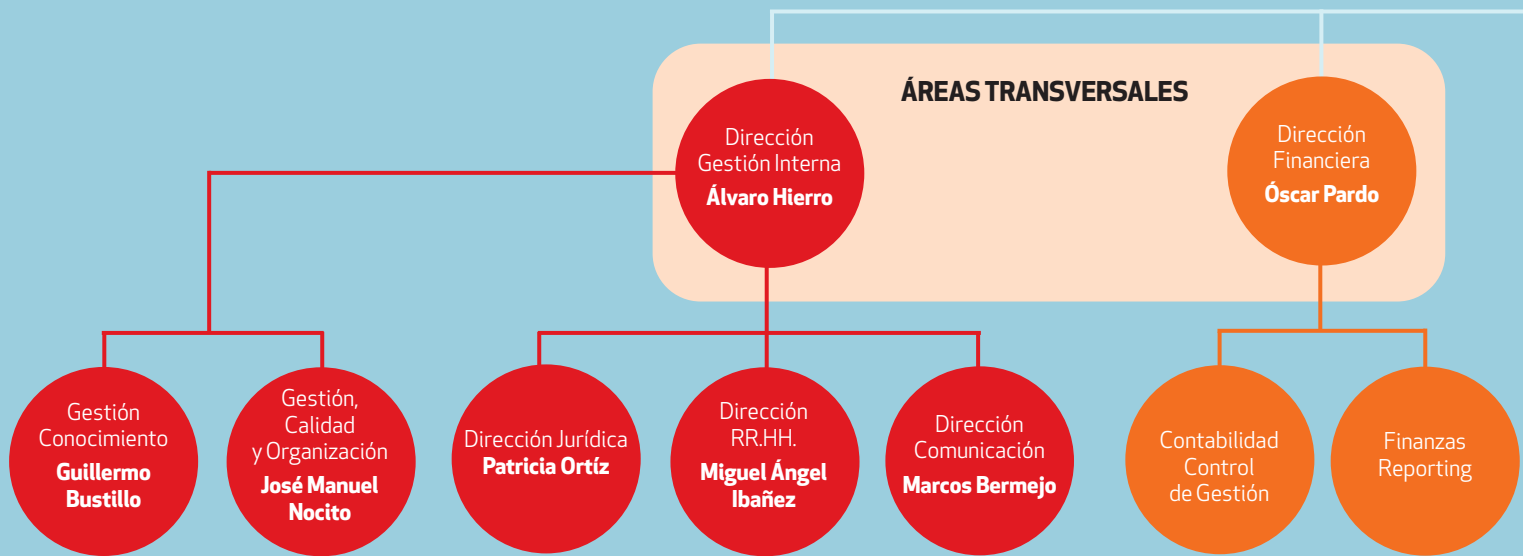 ÁREAS TRANSVERSALES
Dirección
Gestión Interna
Álvaro Hierro
Dirección
Financiera
Óscar Pardo
Gestión
Conocimiento
Guillermo
Bustillo
Gestión,
Calidad
y Organización
José Manuel
Nocito
Dirección Jurídica
Patricia Ortíz
Dirección
RR.HH.
Miguel Ángel
Ibañez
Dirección
Comunicación
Marcos Bermejo
Contabilidad
Control
de Gestión
Finanzas
Reporting